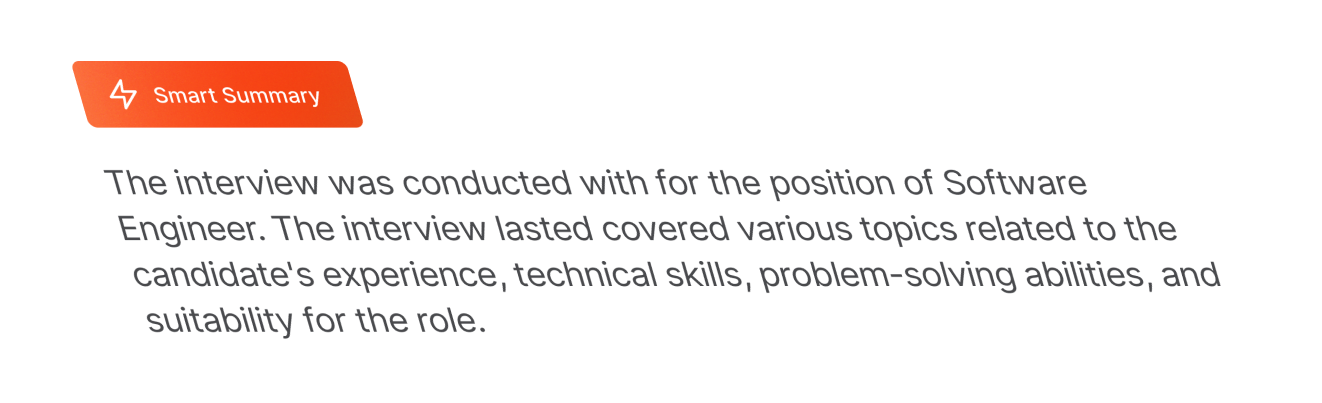 Smart Summary
The interview was conducted with for the position of Software
Engineer. The interview lasted covered various topics related to the
candidate's experience, technical skills, problem-solving abilities, and
suitability for the role.